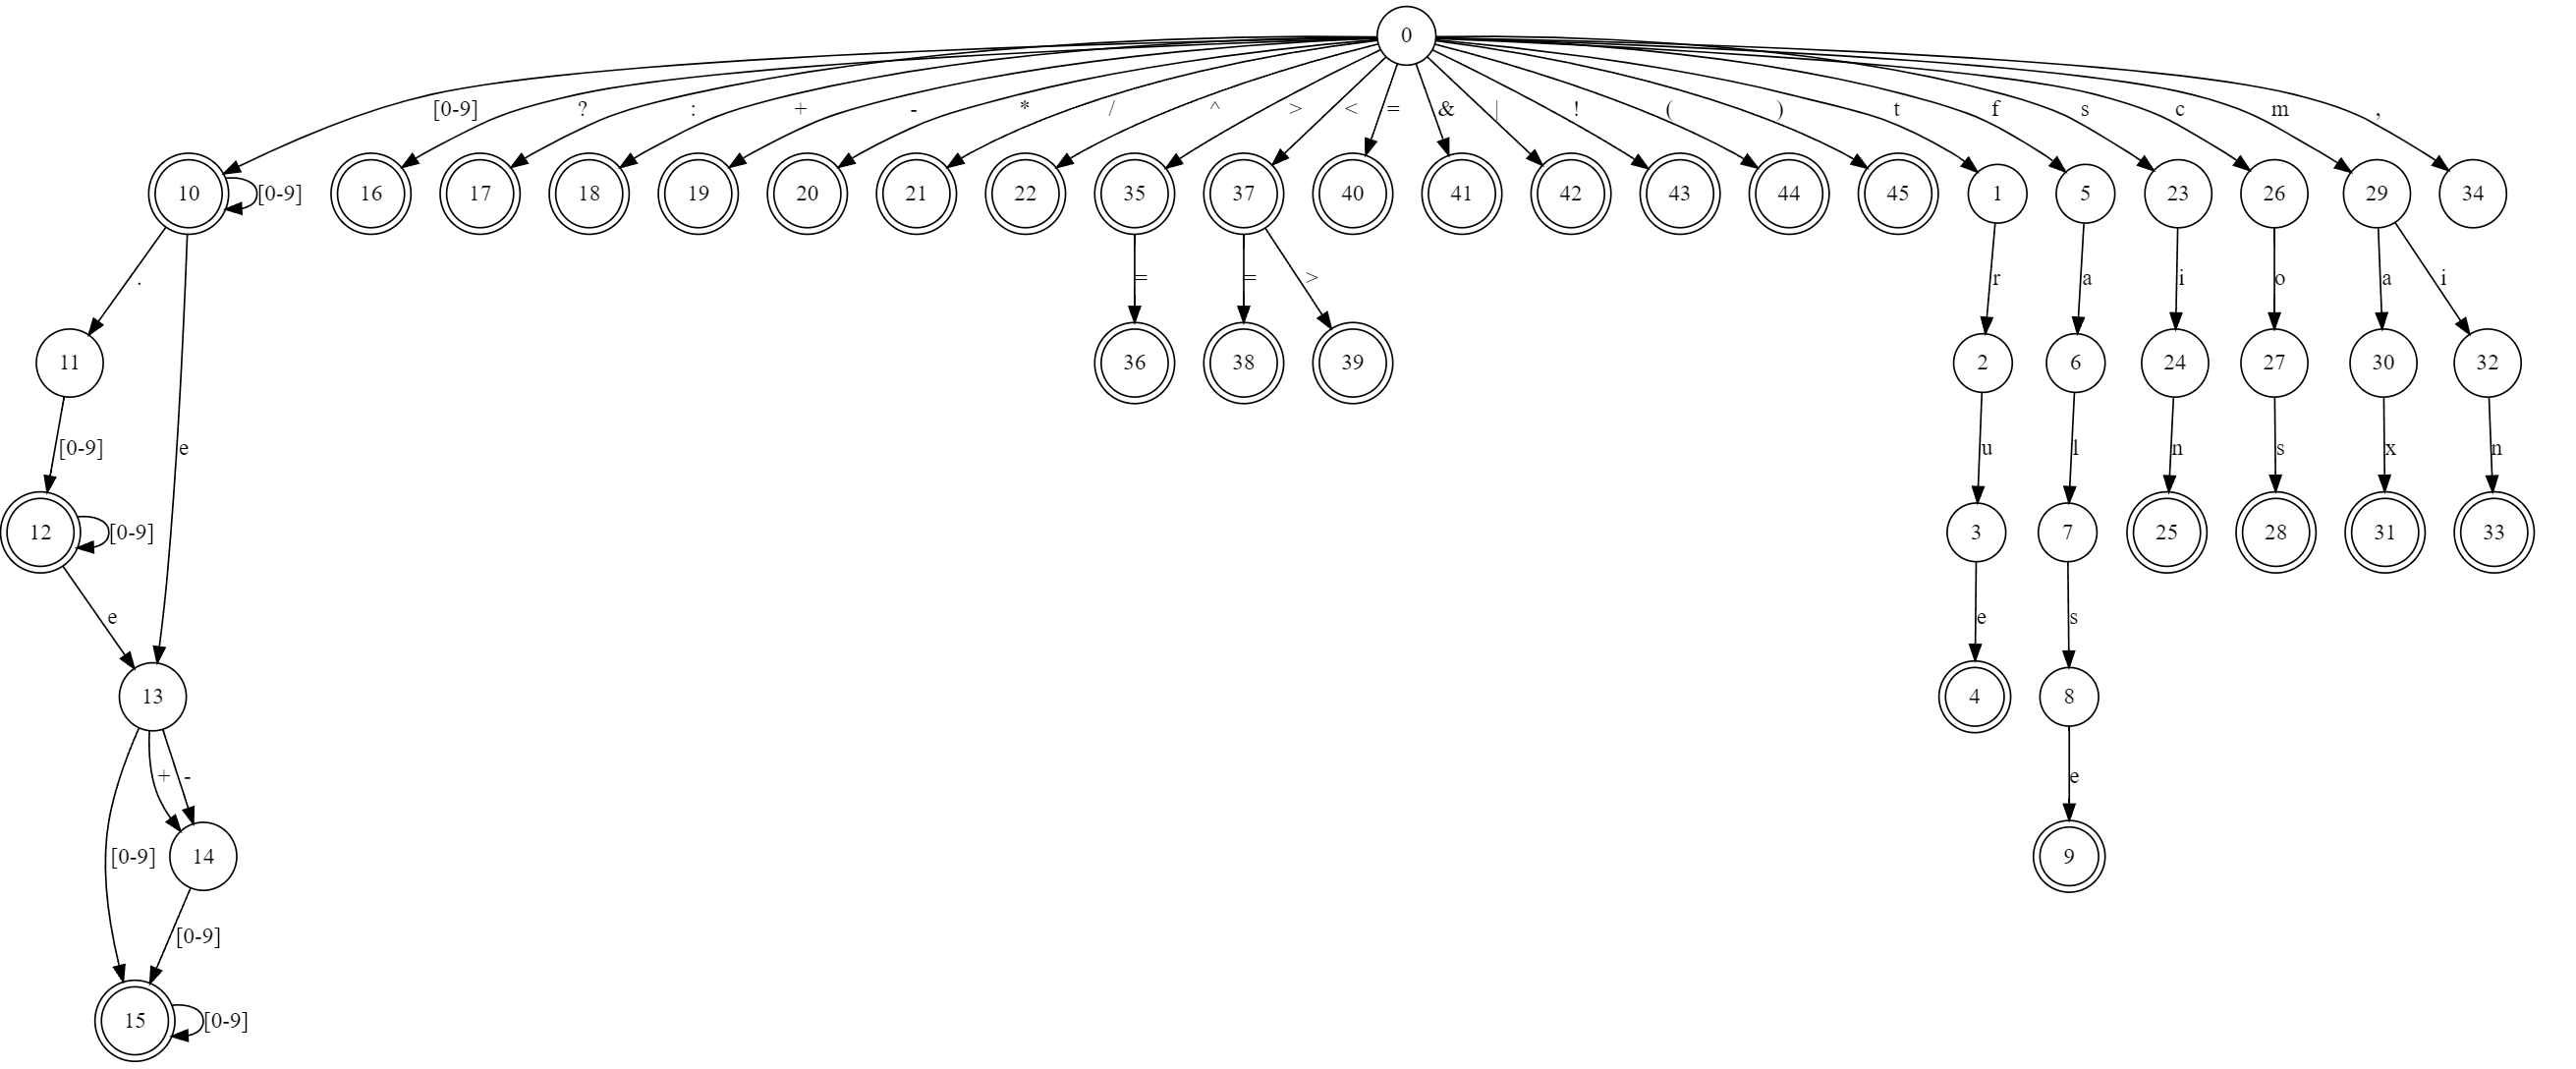 0
[0-9] ? : + - * / ^ > < = & | ! ( ) t f s c m ,
10 [0-9] 16 17 18 19 20 21 22 35 37 40 41 42 43 44 45 1 5 23 26 29 34
. = = > r a i o a i
11 36 38 39 2 6 24 27 30 32
[0-9] e u l n s x n
12 [0-9] 3 7 25 28 31 33
e e s
13 4 8
+ - e
[0-9] 14 9
[0-9]
15 [0-9]